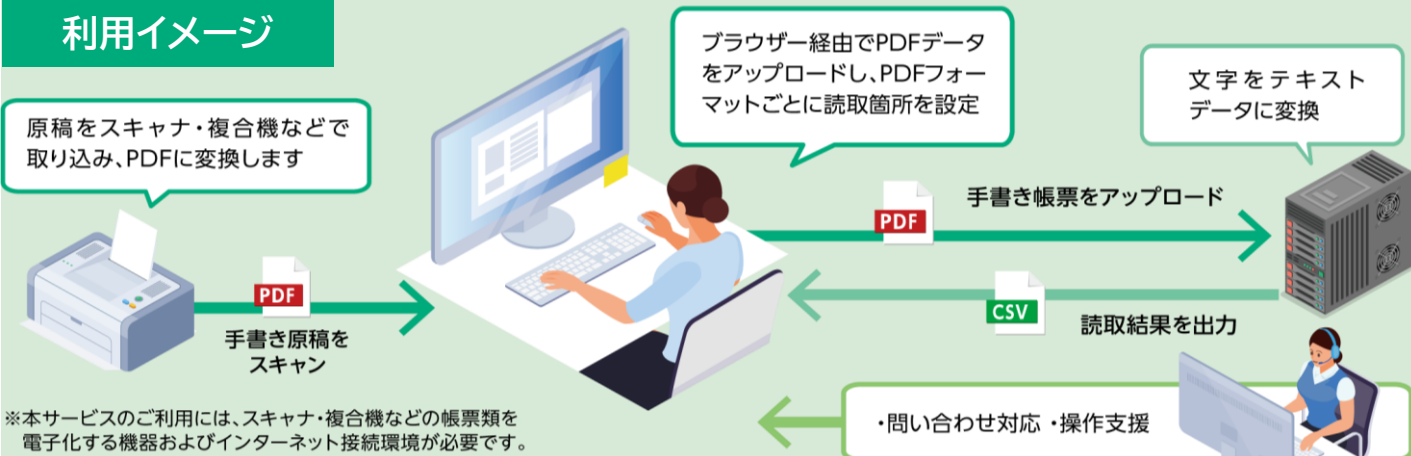 利用イメージ
原稿をスキャナ・複合機などで
取り込み、PDFに変換します
PDF
手書き原稿を
スキャン
※本サービスのご利用には、スキャナ・複合機などの帳票類を
電子化する機器およびインターネット接続環境が必要です。
ブラウザー経由でPDFデータ
をアップロードし、PDFフォー
マットごとに読取箇所を設定
PDF
手書き帳票をアップロード
文字をテキスト
データに変換
CSV
読取結果を出力
・問い合わせ対応 ・操作支援